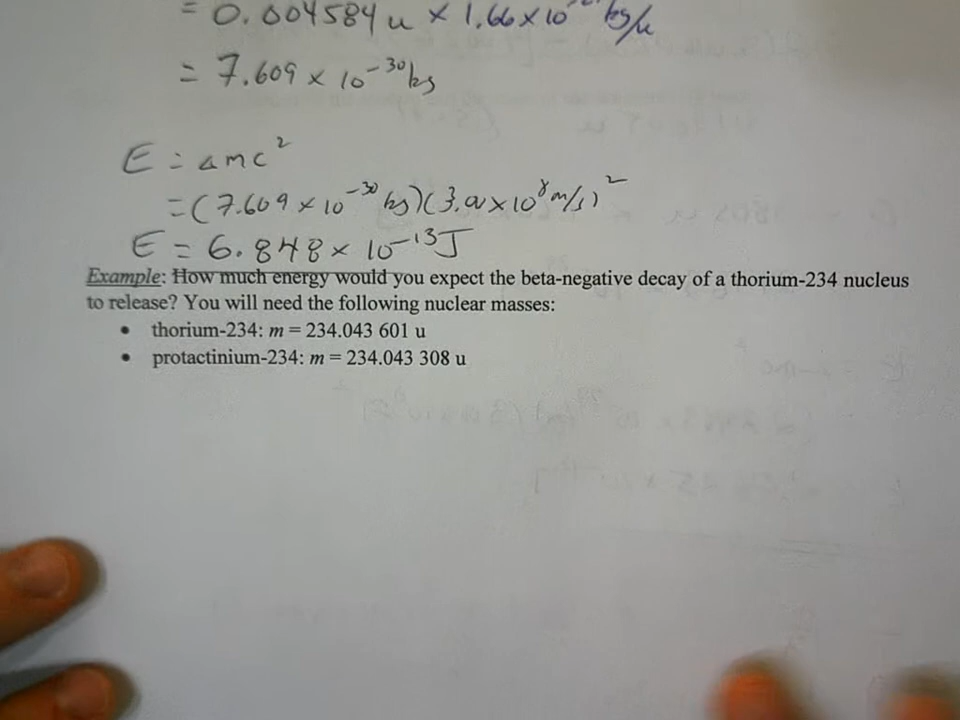 = 0.004584 u × 1.66 × 10 kg/u
= 7.609 × 10⁻³⁰ kg
E = Δmc²
= (7.609 × 10⁻³⁰ kg)(3.00 × 10⁸ m/s)²
E = 6.848 × 10⁻¹³ J
Example: How much energy would you expect the beta-negative decay of a thorium-234 nucleus
to release? You will need the following nuclear masses:
• thorium-234: m = 234.043 601 u
• protactinium-234: m = 234.043 308 u